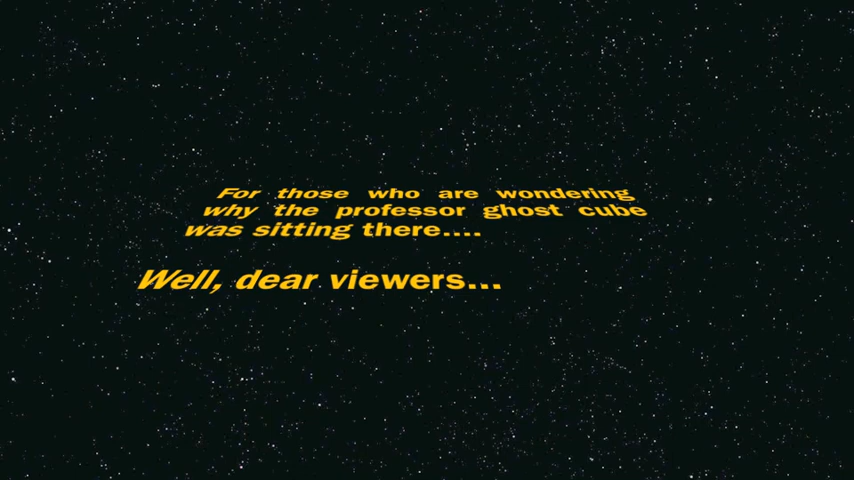 For those who are wondering
why the professor ghost cube
was sitting there....
Well, dear viewers...